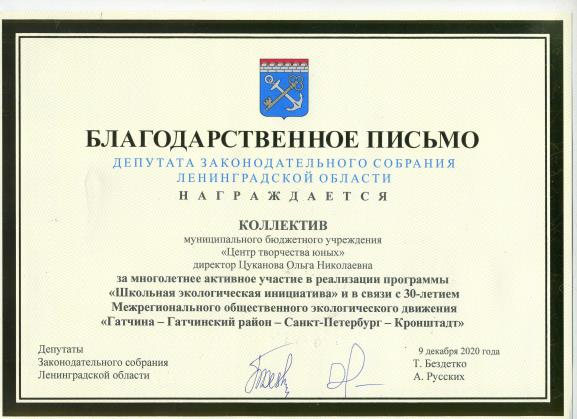 БЛАГОДАРСТВЕННОЕ ПИСЬМО
ДЕПУТАТА ЗАКОНОДАТЕЛЬНОГО СОБРАНИЯ
ЛЕНИНГРАДСКОЙ ОБЛАСТИ
НАГРАЖДАЕТСЯ
КОЛЛЕКТИВ
муниципального бюджетного учреждения
«Центр творчества юных»
директор Цуканова Ольга Николаевна
за многолетнее активное участие в реализации программы
«Школьная экологическая инициатива» и в связи с 30-летием
Межрегионального общественного экологического движения
«Гатчина – Гатчинский район – Санкт-Петербург – Кронштадт»
Депутаты
Законодательного собрания
Ленинградской области
9 декабря 2020 года
Т. Бездетко
А. Русских